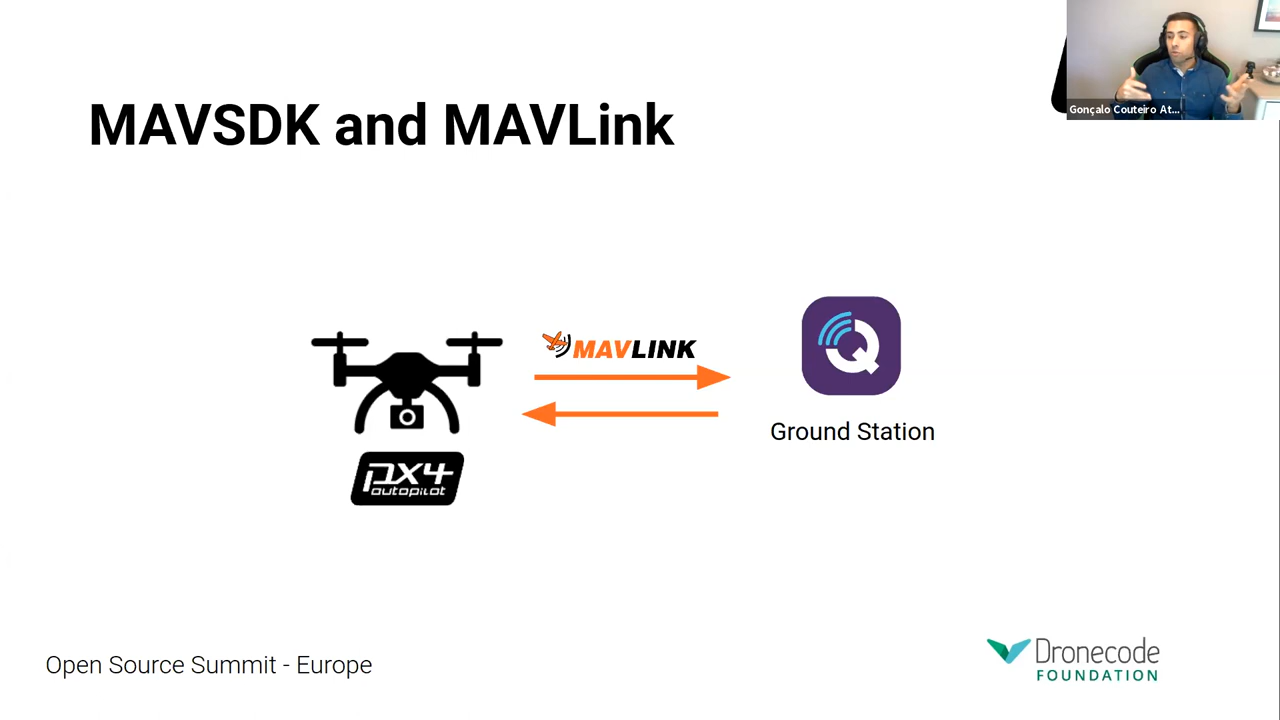 Gonçalo Couteiro At...
MAVSDK and MAVLink
MAVLINK
Ground Station
px4
autopilot
Open Source Summit - Europe
Dronecode
FOUNDATION